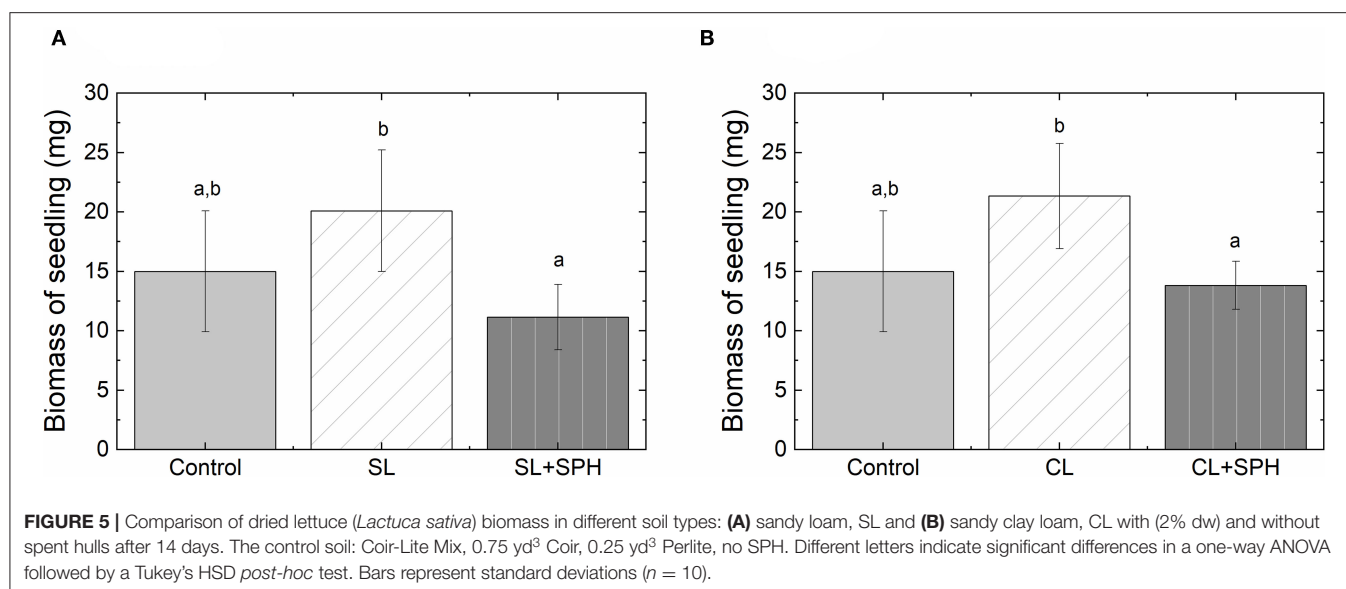 A
B
30
25
20
15
10
5
0
Biomass of seedling (mg)
a,b
b
a
Control
SL
SL+SPH
30
25
20
15
10
5
0
Biomass of seedling (mg)
a,b
b
a
Control
CL
CL+SPH
FIGURE 5 | Comparison of dried lettuce (Lactuca sativa) biomass in different soil types: (A) sandy loam, SL and (B) sandy clay loam, CL with (2% dw) and without
spent hulls after 14 days. The control soil: Coir-Lite Mix, 0.75 yd³ Coir, 0.25 yd³ Perlite, no SPH. Different letters indicate significant differences in a one-way ANOVA
followed by a Tukey's HSD post-hoc test. Bars represent standard deviations (n = 10).